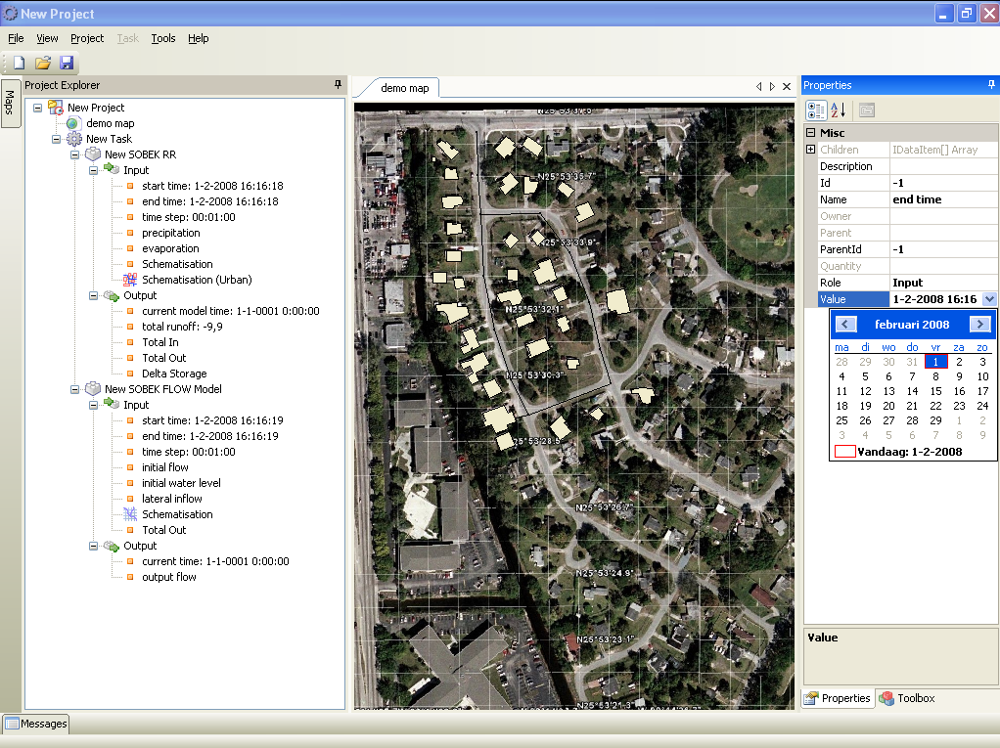 New Project
File View Project Task Tools Help
Maps
Project Explorer
New Project
demo map
New Task
New SOBEK RR
Input
start time: 1-2-2008 16:16:18
end time: 1-2-2008 16:16:18
time step: 00:01:00
precipitation
evaporation
Schematisation
Schematisation (Urban)
Output
current model time: 1-1-0001 0:00:00
total runoff: -9,9
Total In
Total Out
Delta Storage
New SOBEK FLOW Model
Input
start time: 1-2-2008 16:16:19
end time: 1-2-2008 16:16:19
time step: 00:01:00
initial flow
initial water level
lateral inflow
Schematisation
Total Out
Output
current time: 1-1-0001 0:00:00
output flow
demo map
N25°53'35.7"
N25°53'33.9"
N25°53'32.1"
N25°53'30.3"
N25°53'28.5"
N25°53'26.7"
N25°53'24.9"
N25°53'23.1"
N25°53'21.3"
Properties
Misc
Children IDataItem[] Array
Description
Id -1
Name end time
Owner
Parent
ParentId -1
Quantity
Role Input
Value 1-2-2008 16:16
februari 2008
ma di wo do vr za zo
28 29 30 31 1 2 3
4 5 6 7 8 9 10
11 12 13 14 15 16 17
18 19 20 21 22 23 24
25 26 27 28 29 1 2
3 4 5 6 7 8 9
Vandaag: 1-2-2008
Value
Properties Toolbox
Messages